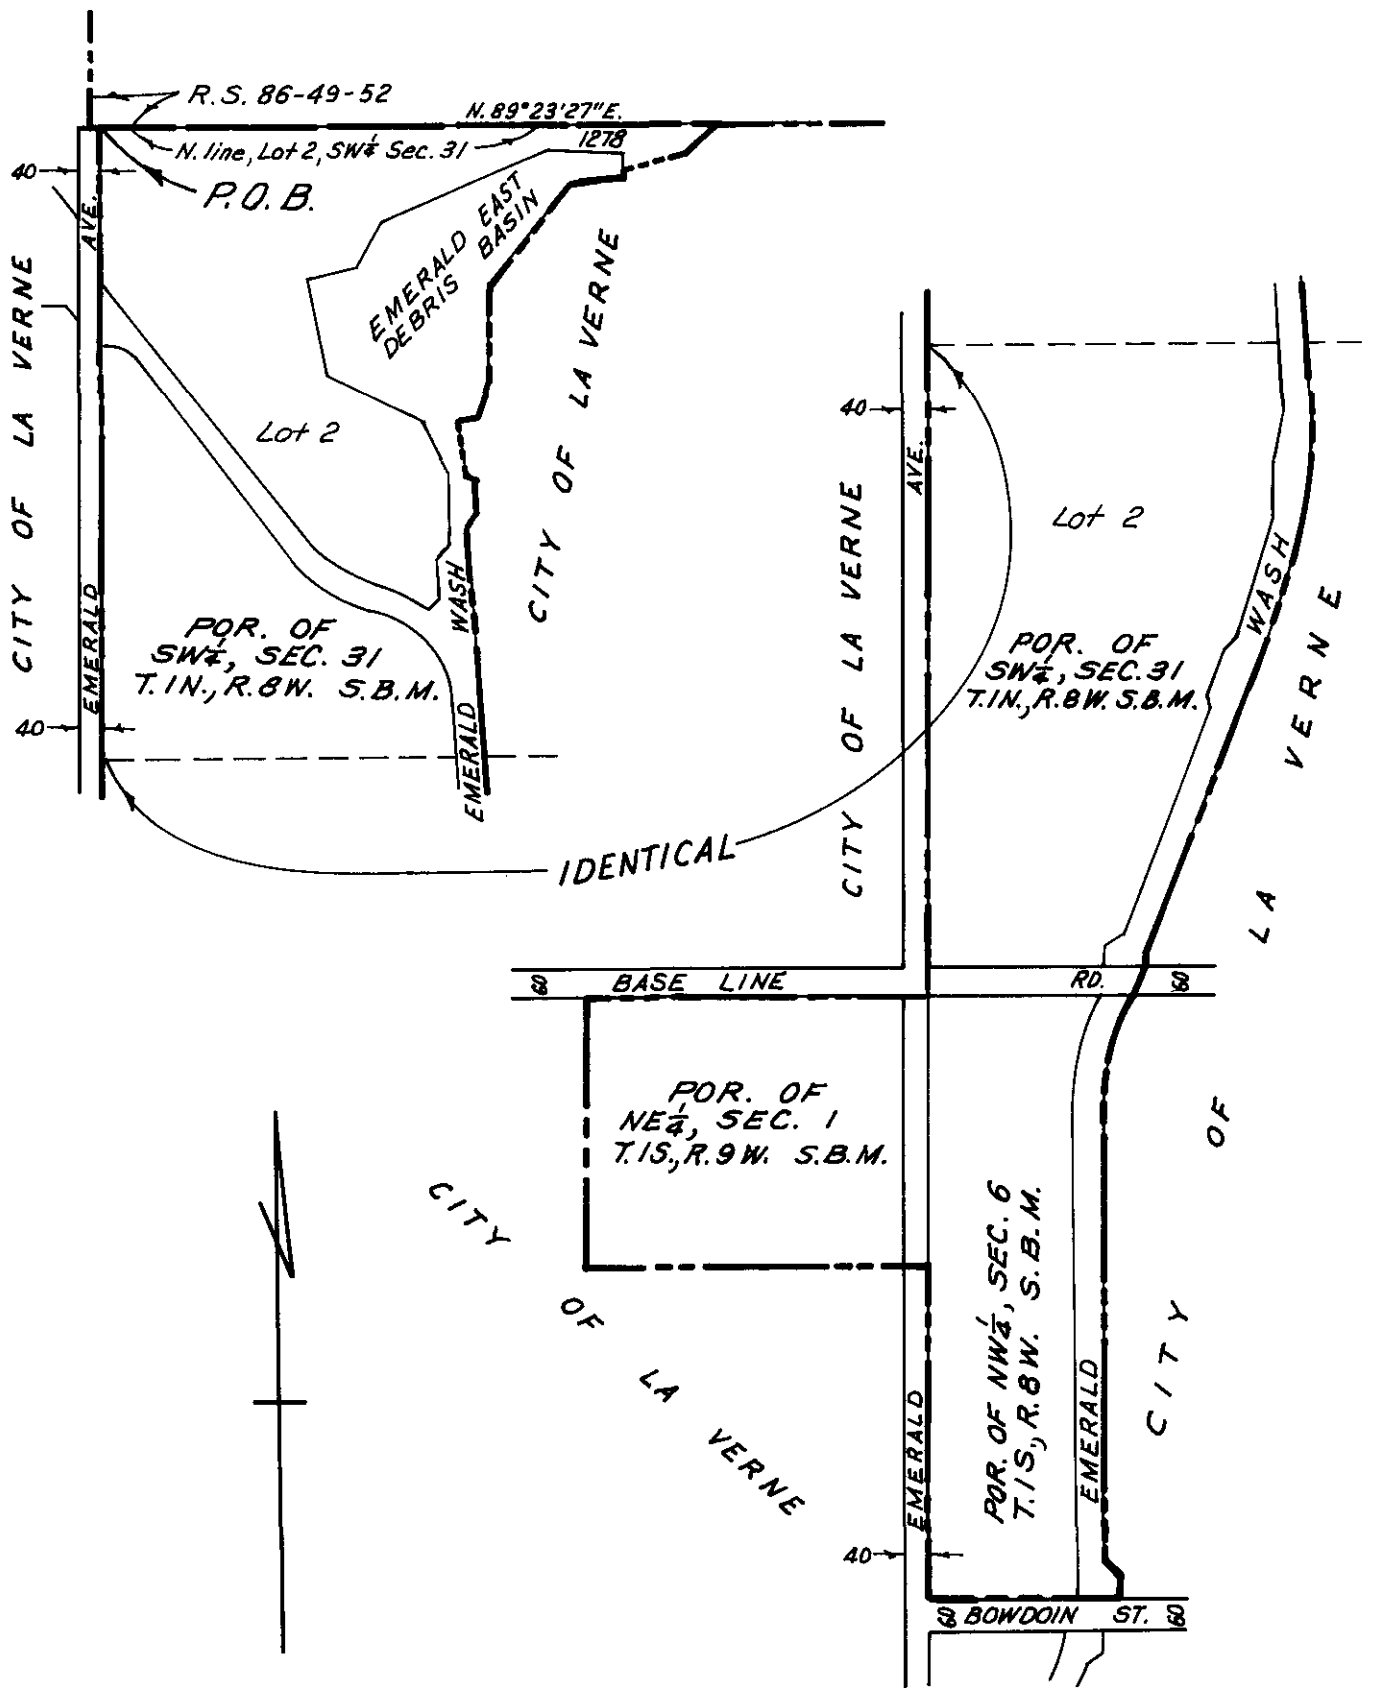 R.S. 86-49-52
N. 89°23'27"E.
1278
N. line, Lot 2, SW¼ Sec. 31
40
P.O.B.
AVE.
EMERALD EAST
DEBRIS BASIN
CITY OF LA VERNE
CITY OF LA VERNE
Lot 2
WASH
EMERALD
POR. OF
SW¼, SEC. 31
T.1N., R.8W. S.B.M.
40
EMERALD
IDENTICAL
40
AVE.
CITY OF LA VERNE
Lot 2
WASH
POR. OF
SW¼, SEC. 31
T.1N., R.8W. S.B.M.
CITY OF LA VERNE
60
BASE LINE
RD.
60
POR. OF
NE¼, SEC. 1
T.1S., R.9W. S.B.M.
CITY OF LA VERNE
POR. OF NW¼, SEC. 6
T.1S., R.8W. S.B.M.
EMERALD
EMERALD
40
60
BOWDOIN ST.
60